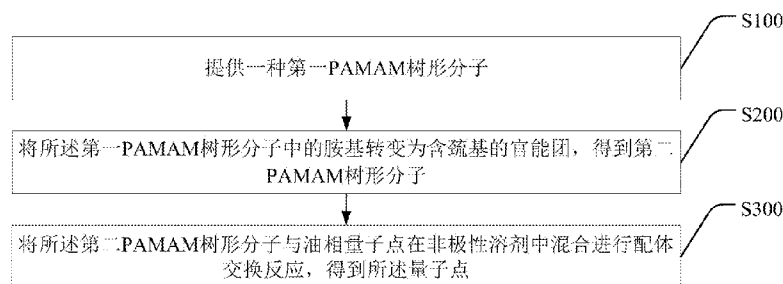 S100
提供一种第一PAMAM树形分子
S200
将所述第一PAMAM树形分子中的胺基转变为含巯基的官能团，得到第二
PAMAM树形分子
S300
将所述第二PAMAM树形分子与油相量子点在非极性溶剂中混合进行配体
交换反应，得到所述量子点